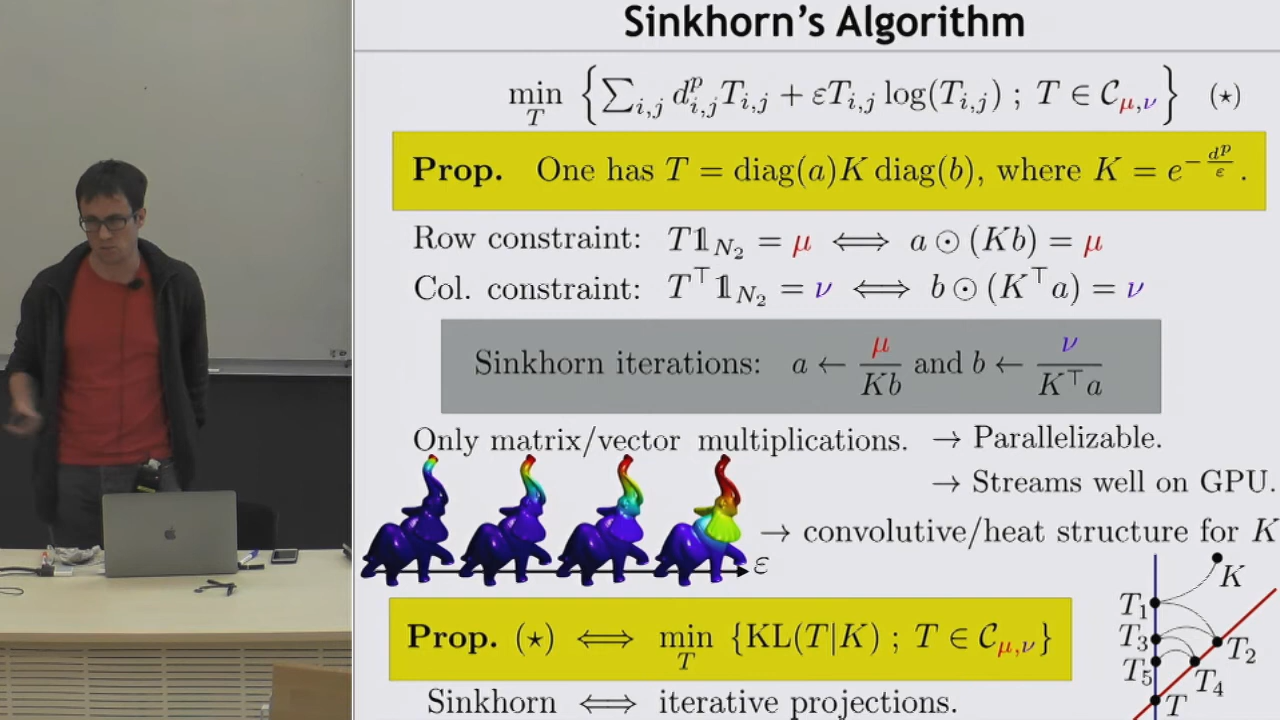 Sinkhorn's Algorithm
min_T { ∑_{i,j} d^p_{i,j} T_{i,j} + εT_{i,j} log(T_{i,j}) ; T ∈ C_{μ,ν} } (⋆)
Prop. One has T = diag(a)K diag(b), where K = e^{-d^p/ε}.
Row constraint: T𝟙_{N_2} = μ ⟺ a ⊙ (Kb) = μ
Col. constraint: T^⊤𝟙_{N_2} = ν ⟺ b ⊙ (K^⊤a) = ν
Sinkhorn iterations: a ← μ/Kb and b ← ν/K^⊤a
Only matrix/vector multiplications. → Parallelizable.
→ Streams well on GPU.
→ convolutive/heat structure for K
ε
Prop. (⋆) ⟺ min_T {KL(T|K) ; T ∈ C_{μ,ν}}
Sinkhorn ⟺ iterative projections.
K
T_1
T_3
T_2
T_5
T_4
T